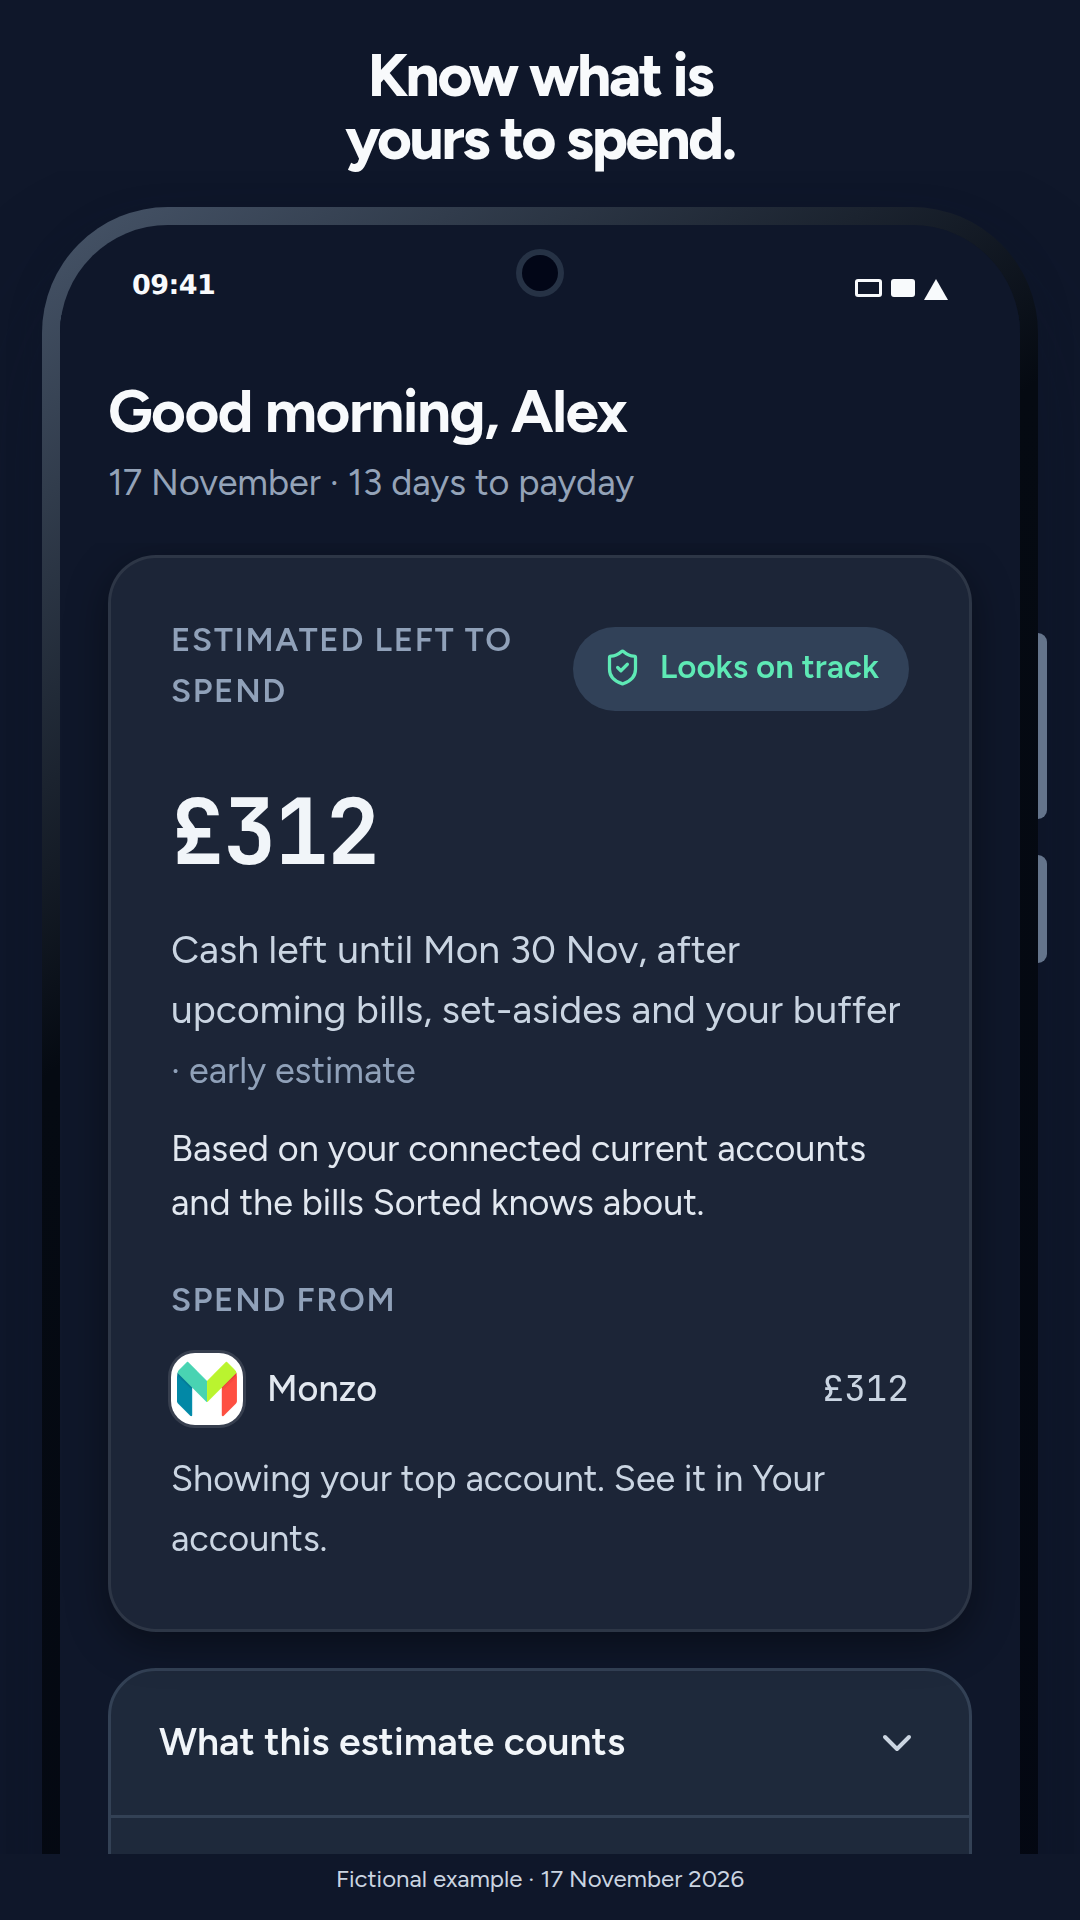 Know what is
yours to spend.
09:41
Good morning, Alex
17 November · 13 days to payday
ESTIMATED LEFT TO
SPEND
Looks on track
£312
Cash left until Mon 30 Nov, after
upcoming bills, set-asides and your buffer
· early estimate
Based on your connected current accounts
and the bills Sorted knows about.
SPEND FROM
Monzo £312
Showing your top account. See it in Your
accounts.
What this estimate counts
Fictional example · 17 November 2026